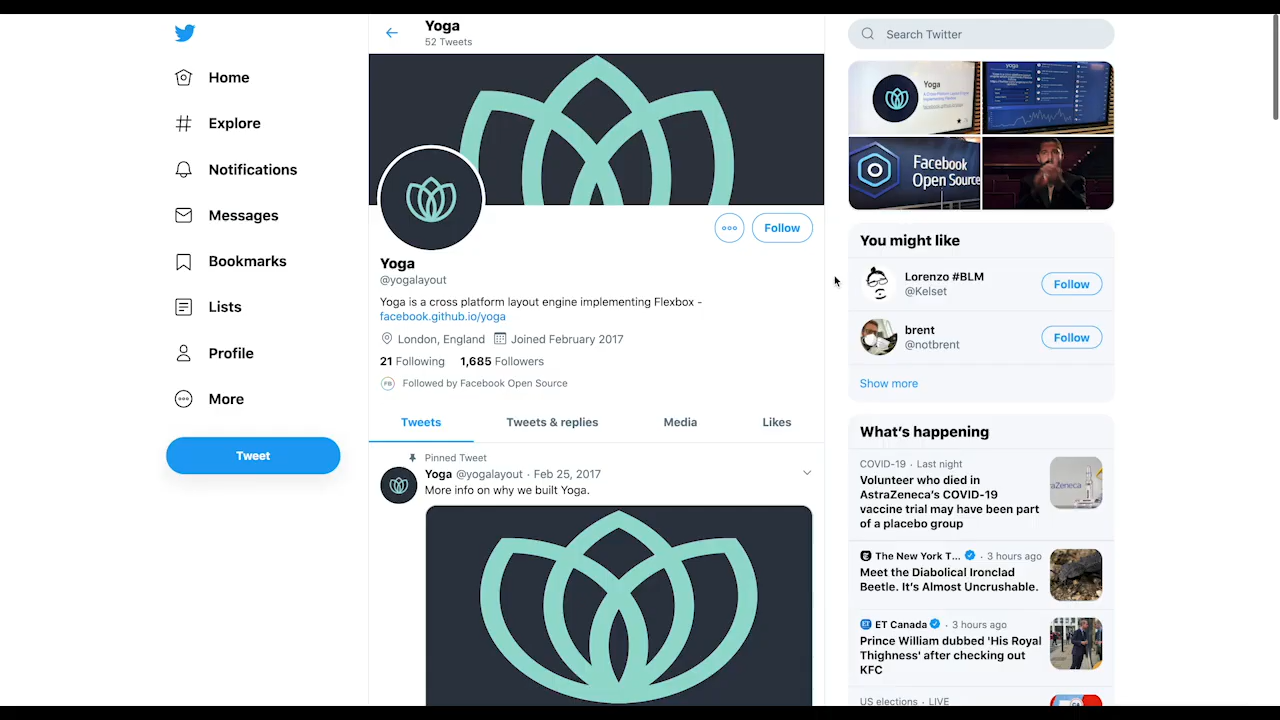 Home
Explore
Notifications
Messages
Bookmarks
Lists
Profile
More
Tweet
Yoga
52 Tweets
Follow
Yoga
@yogalayout
Yoga is a cross platform layout engine implementing Flexbox -
facebook.github.io/yoga
London, England Joined February 2017
21 Following 1,685 Followers
FB Followed by Facebook Open Source
Tweets Tweets & replies Media Likes
Pinned Tweet
Yoga @yogalayout · Feb 25, 2017
More info on why we built Yoga.
Search Twitter
Yoga
yoga
Facebook
Open Source
You might like
Lorenzo #BLM
@Kelset
Follow
brent
@notbrent
Follow
Show more
What's happening
COVID-19 · Last night
Volunteer who died in
AstraZeneca's COVID-19
vaccine trial may have been part
of a placebo group
The New York T... · 3 hours ago
Meet the Diabolical Ironclad
Beetle. It's Almost Uncrushable.
ET ET Canada · 3 hours ago
Prince William dubbed 'His Royal
Thighness' after checking out
KFC
US elections · LIVE